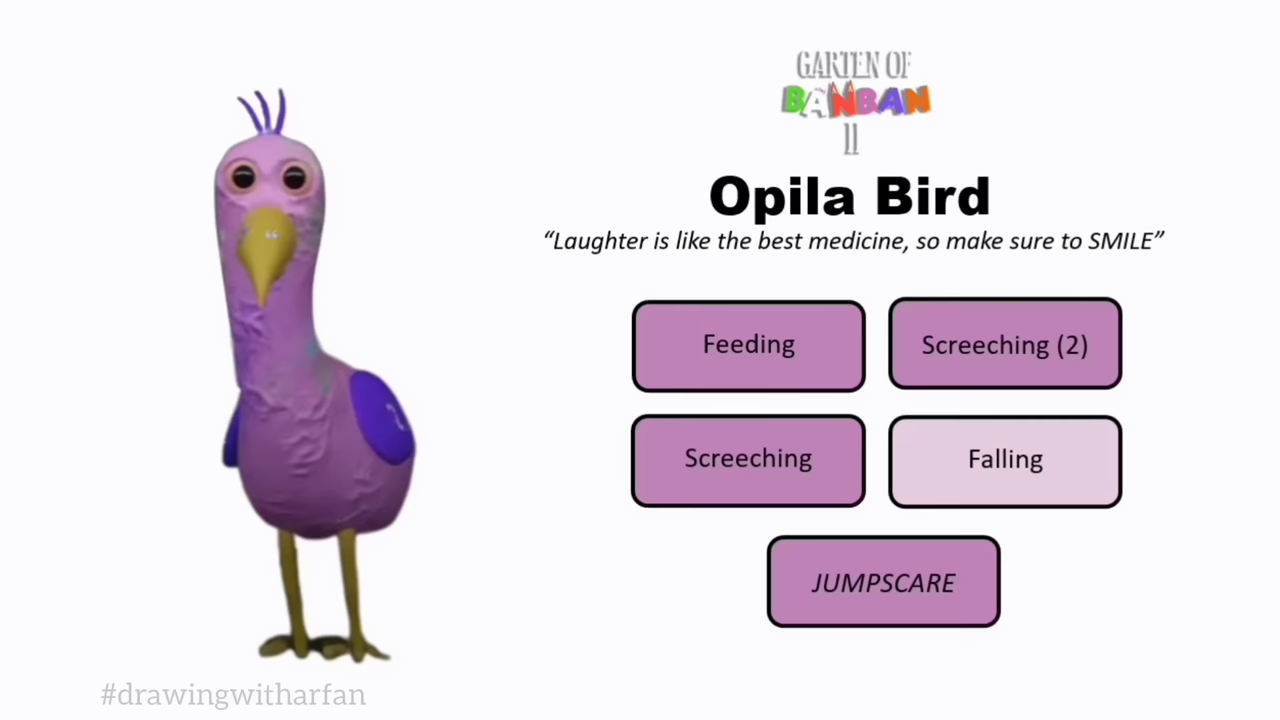 GARTEN OF
BANBAN
II
Opila Bird
“Laughter is like the best medicine, so make sure to SMILE”
Feeding
Screeching (2)
Screeching
Falling
JUMPSCARE
#drawingwitharfan